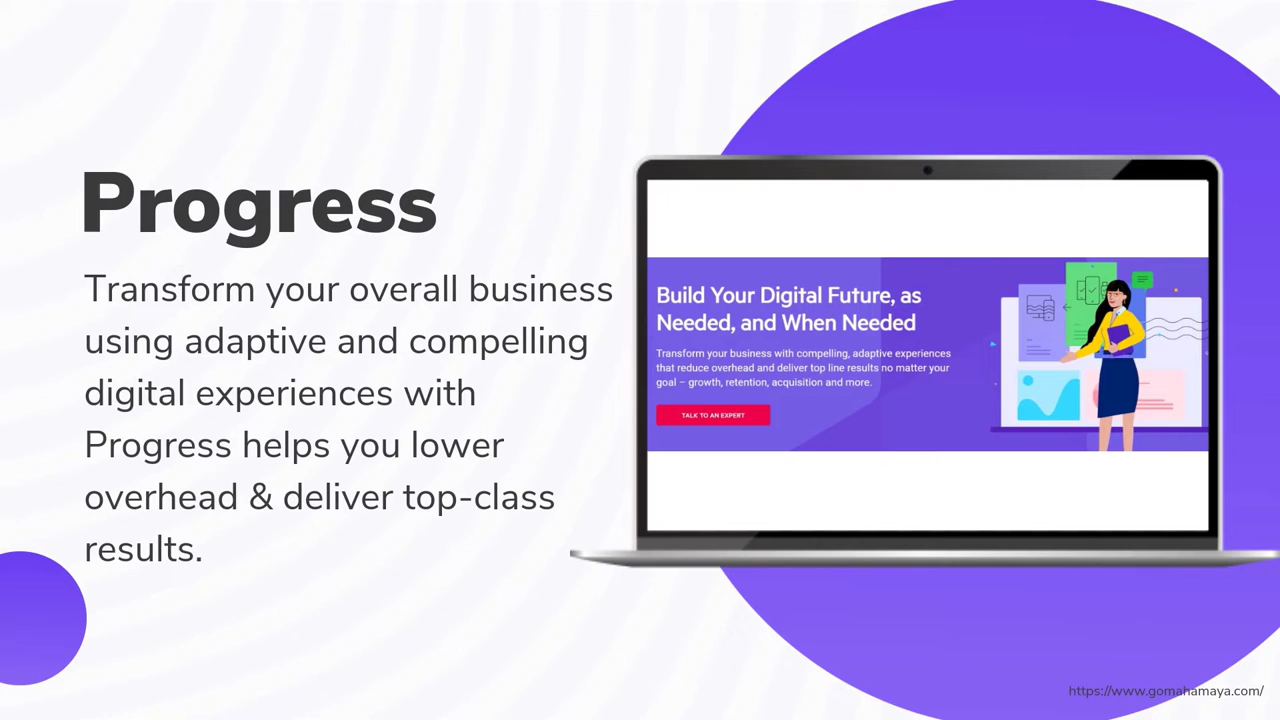 Progress
Transform your overall business
using adaptive and compelling
digital experiences with
Progress helps you lower
overhead & deliver top-class
results.
Build Your Digital Future, as
Needed, and When Needed
Transform your business with compelling, adaptive experiences
that reduce overhead and deliver top line results no matter your
goal – growth, retention, acquisition and more.
TALK TO AN EXPERT
https://www.gomahamaya.com/